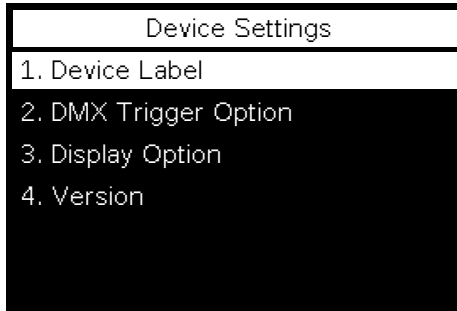 Device Settings
1. Device Label
2. DMX Trigger Option
3. Display Option
4. Version